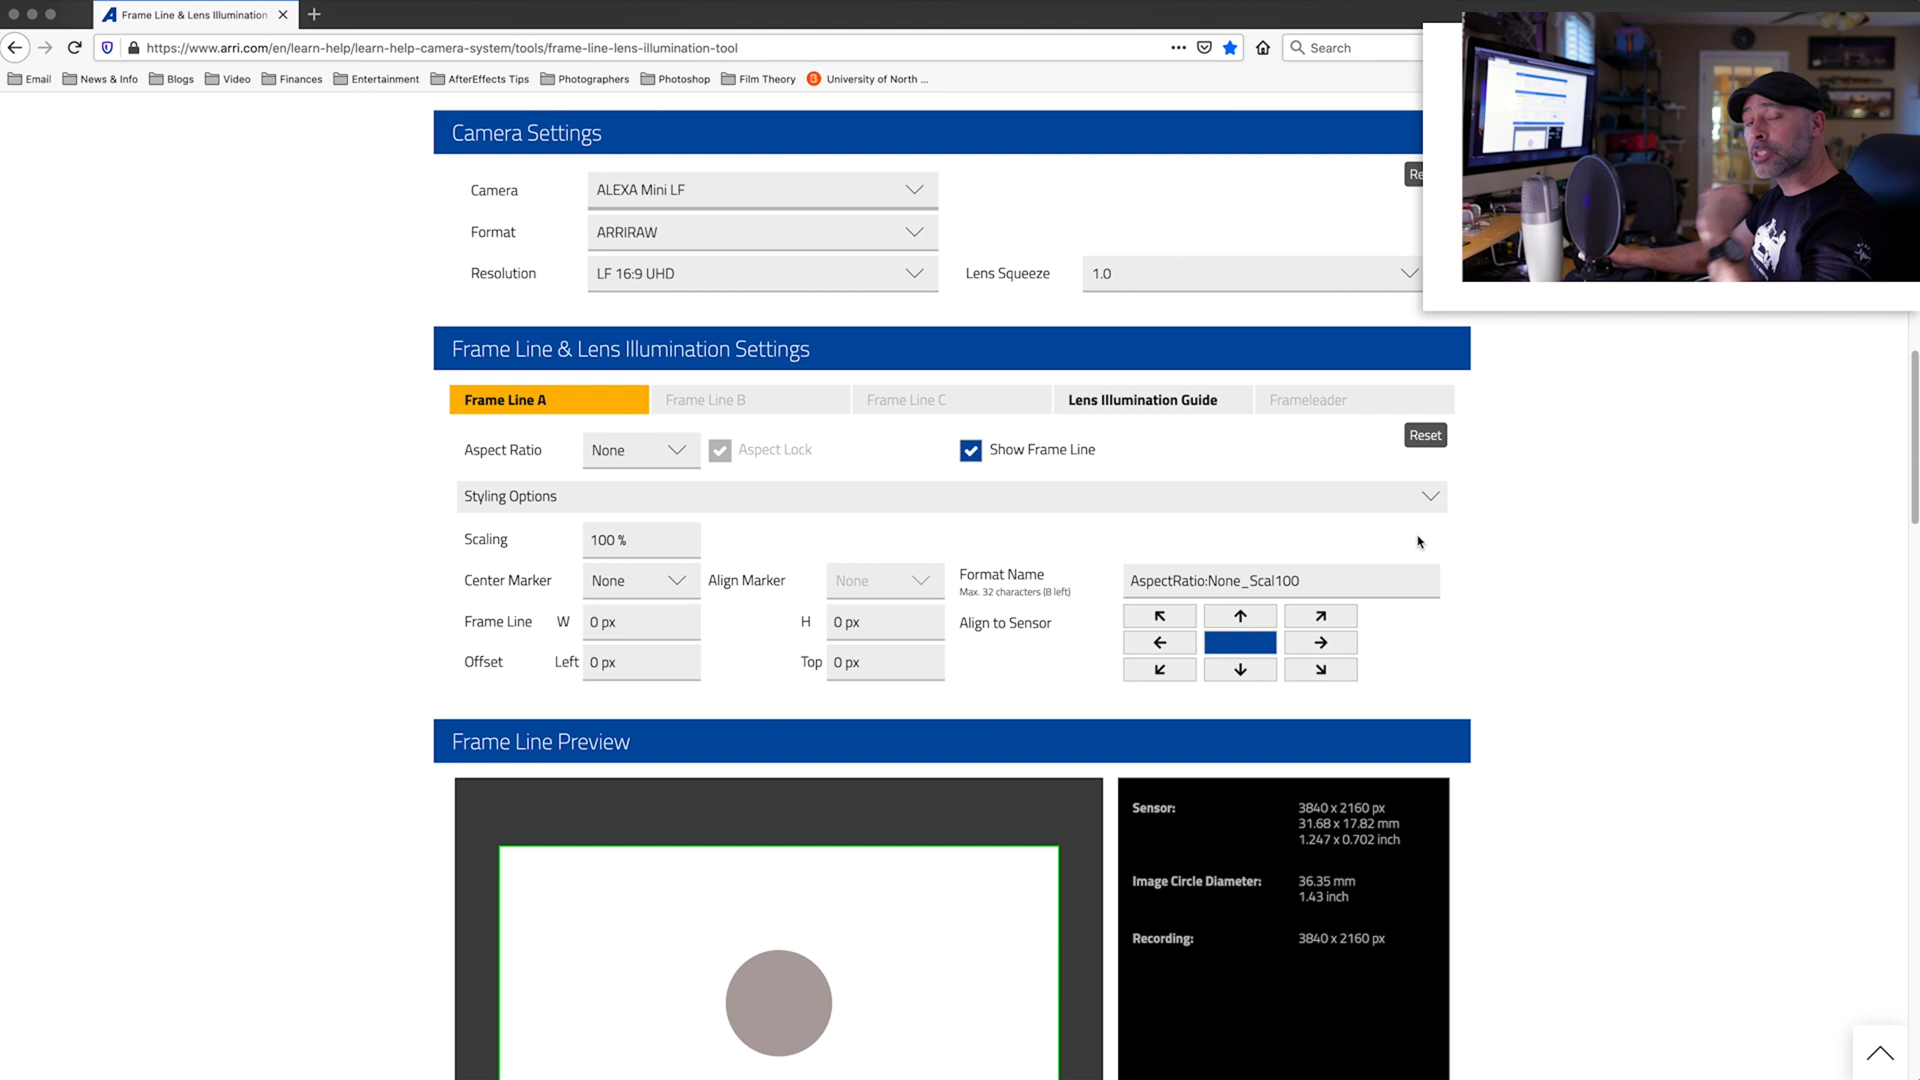 Frame Line & Lens Illumination
https://www.arri.com/en/learn-help/learn-help-camera-system/tools/frame-line-lens-illumination-tool
Search
Email News & Info Blogs Video Finances Entertainment AfterEffects Tips Photographers Photoshop Film Theory University of North ...
Camera Settings
Re
Camera ALEXA Mini LF
Format ARRIRAW
Resolution LF 16:9 UHD Lens Squeeze 1.0
Frame Line & Lens Illumination Settings
Frame Line A Frame Line B Frame Line C Lens Illumination Guide Frameleader
Reset
Aspect Ratio None Aspect Lock Show Frame Line
Styling Options
Scaling 100 %
Center Marker None Align Marker None Format Name AspectRatio:None_Scal100
Max. 32 characters (8 left)
Frame Line W 0 px H 0 px Align to Sensor
Offset Left 0 px Top 0 px
Frame Line Preview
Sensor: 3840 x 2160 px
31.68 x 17.82 mm
1.247 x 0.702 inch
Image Circle Diameter: 36.35 mm
1.43 inch
Recording: 3840 x 2160 px